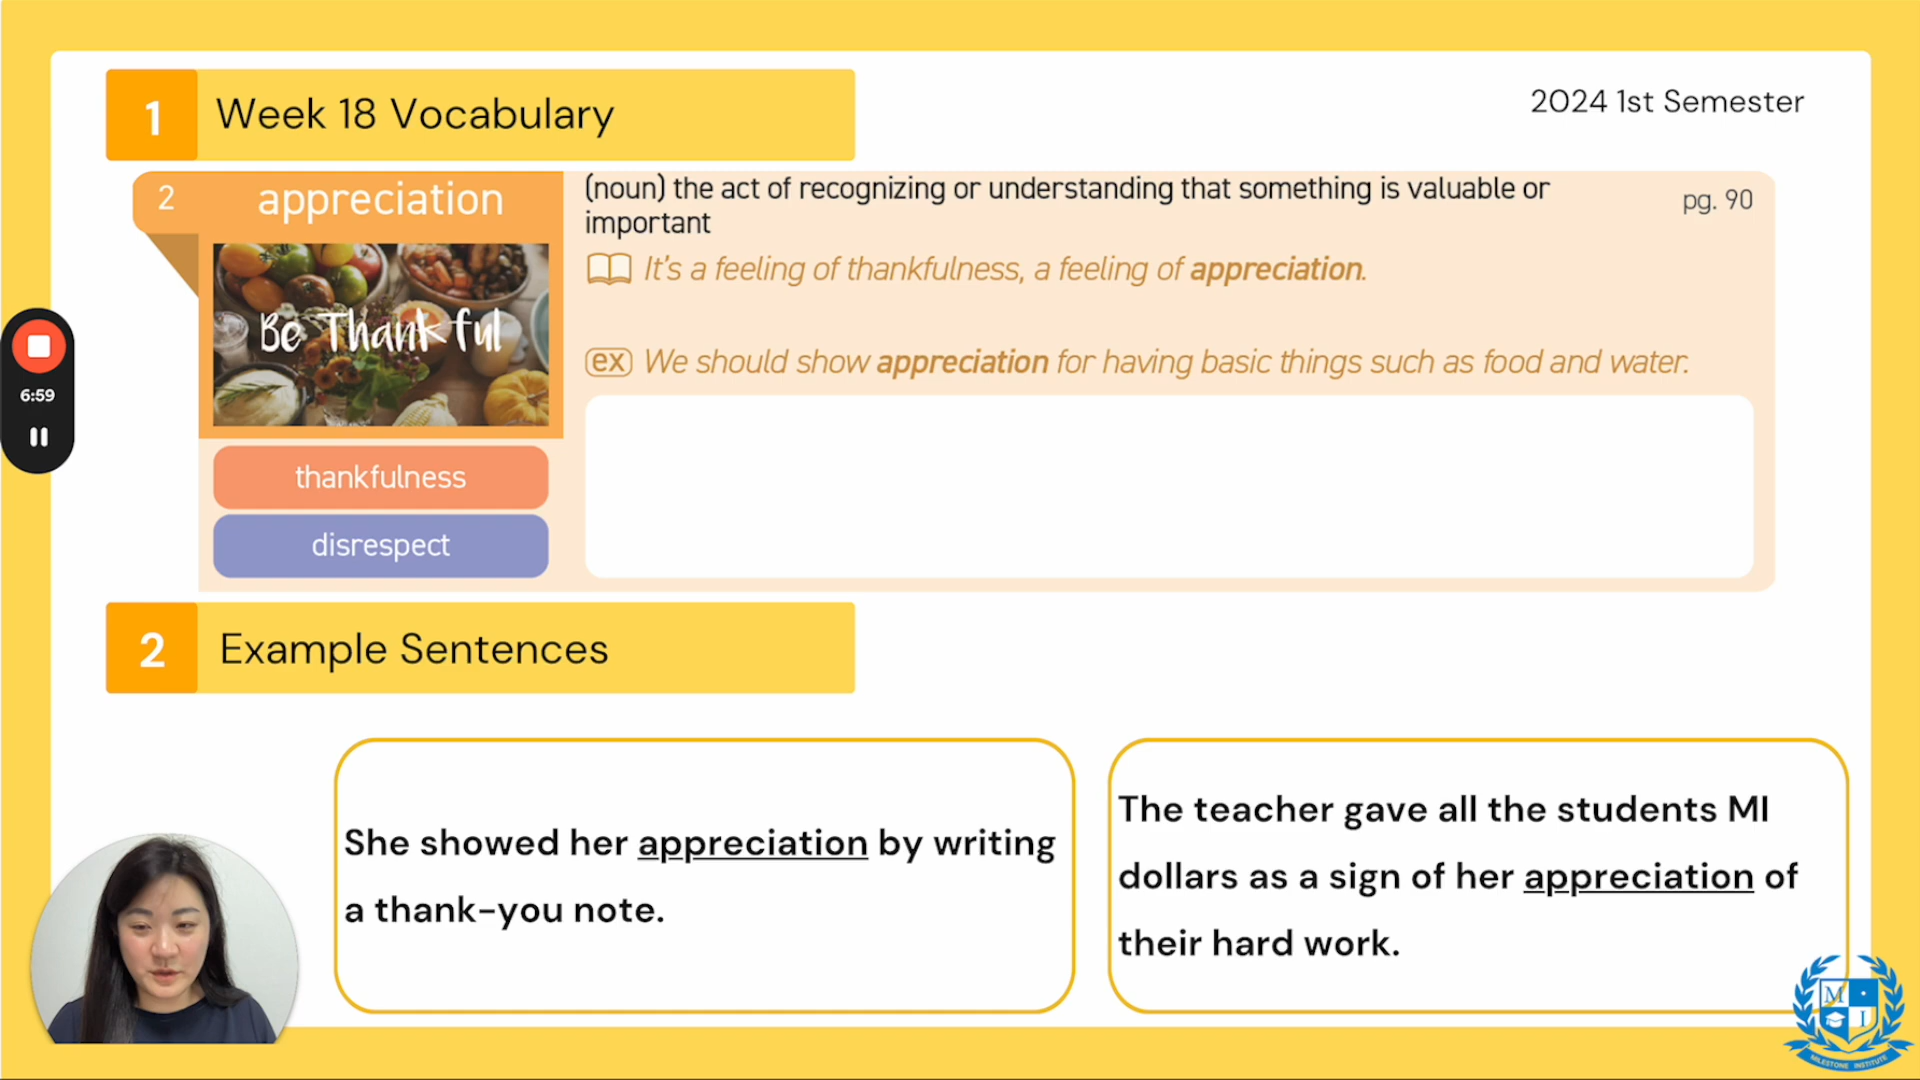 1
Week 18 Vocabulary
2024 1st Semester
2
appreciation
(noun) the act of recognizing or understanding that something is valuable or
important
pg. 90
It's a feeling of thankfulness, a feeling of appreciation.
Be Thankful
ex We should show appreciation for having basic things such as food and water.
6:59
thankfulness
disrespect
2
Example Sentences
She showed her appreciation by writing
a thank-you note.
The teacher gave all the students MI
dollars as a sign of her appreciation of
their hard work.
M
I
MILESTONE INSTITUTE